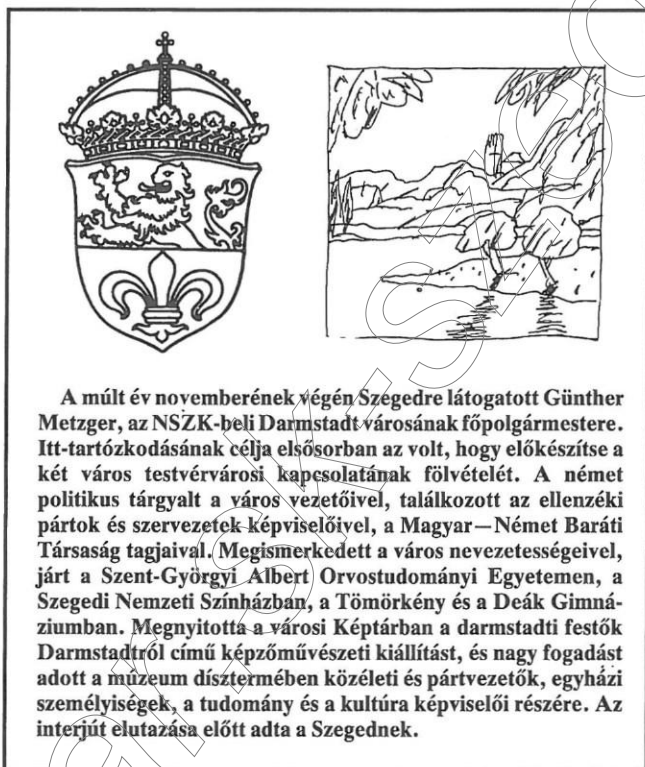 A múlt év novemberének végén Szegedre látogatott Günther
Metzger, az NSZK-beli Darmstadt városának főpolgármestere.
Itt-tartózkodásának célja elsősorban az volt, hogy előkészítse a
két város testvérvárosi kapcsolatának fölvételét. A német
politikus tárgyalt a város vezetőivel, találkozott az ellenzéki
pártok és szervezetek képviselőivel, a Magyar—Német Baráti
Társaság tagjaival. Megismerkedett a város nevezetességeivel,
járt a Szent-Györgyi Albert Orvostudományi Egyetemen, a
Szegedi Nemzeti Színházban, a Tömörkény és a Deák Gimná-
ziumban. Megnyitotta a városi Képtárban a darmstadti festők
Darmstadtról című képzőművészeti kiállítást, és nagy fogadást
adott a múzeum dísztermében közéleti és pártvezetők, egyházi
személyiségek, a tudomány és a kultúra képviselői részére. Az
interjút elutazása előtt adta a Szegednek.